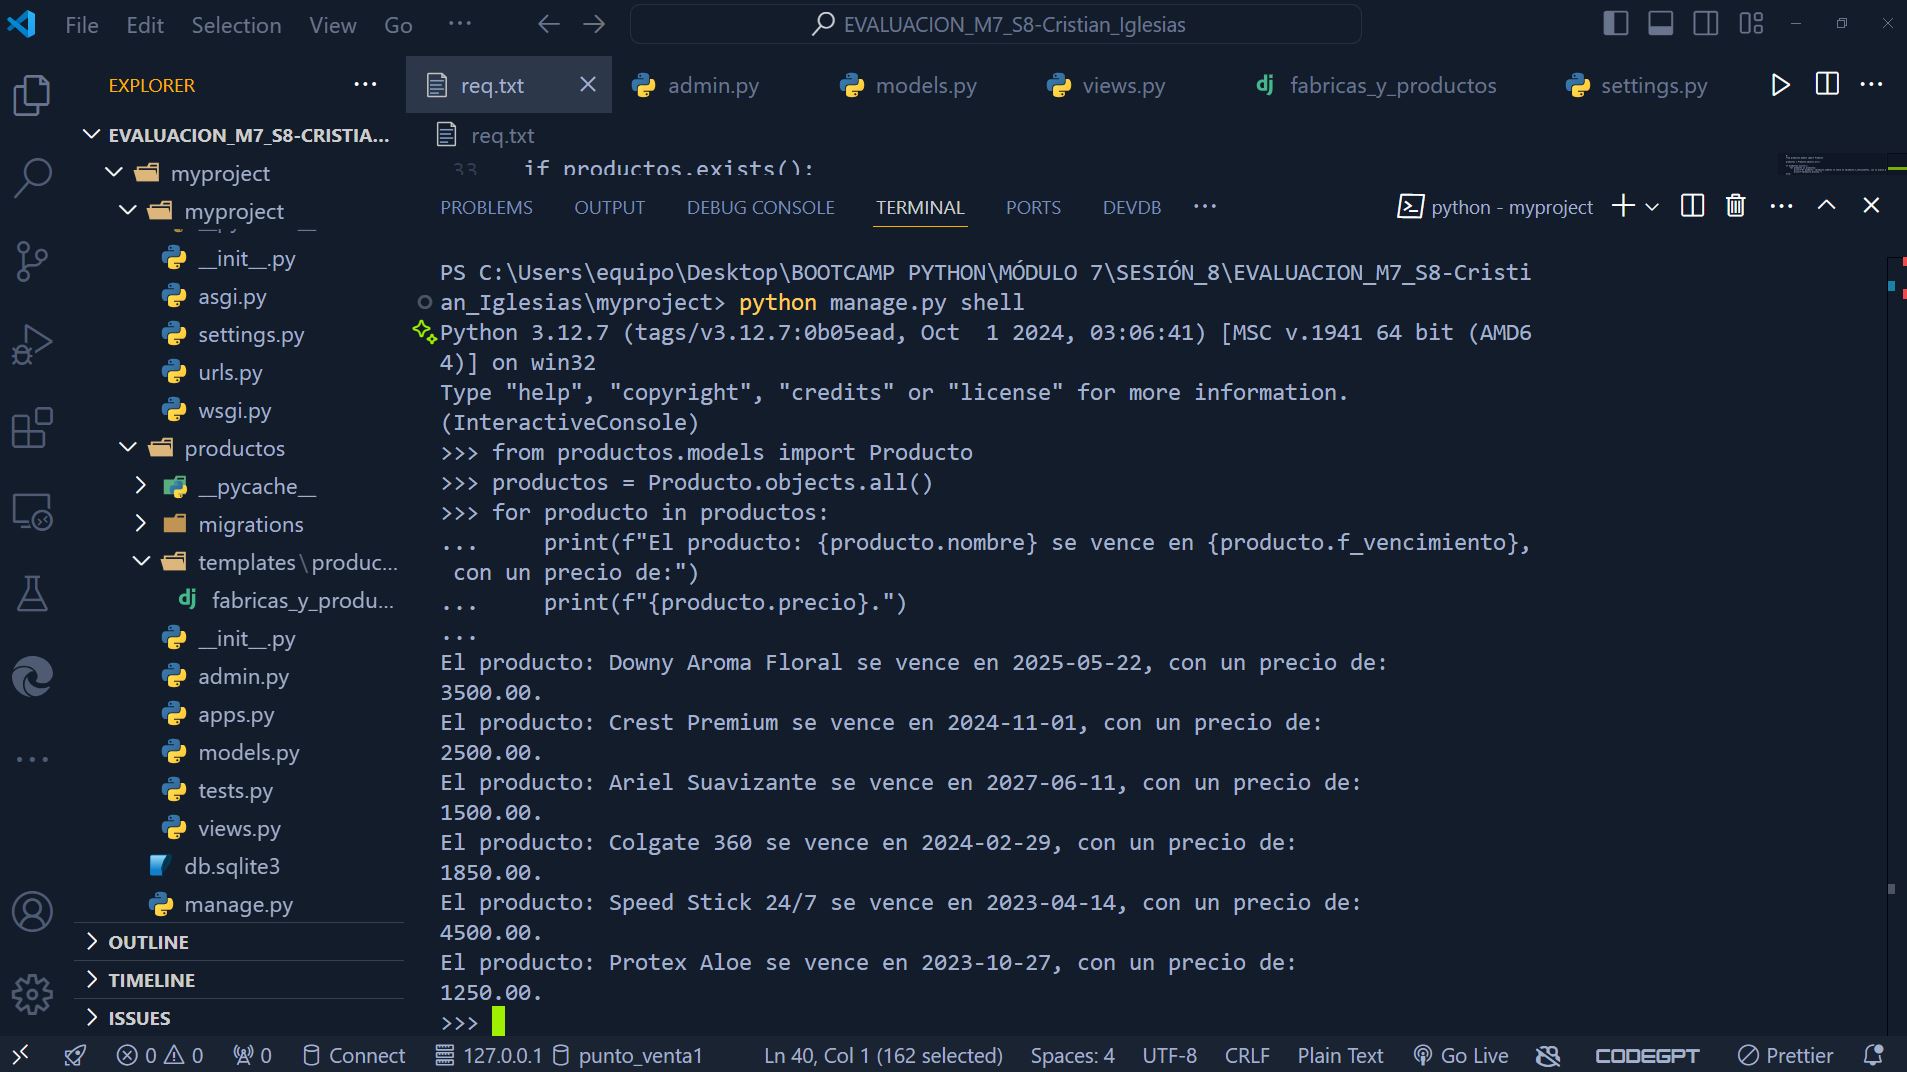 File Edit Selection View Go ···
EVALUACION_M7_S8-Cristian_Iglesias
EXPLORER
req.txt
admin.py
models.py
views.py
fabricas_y_productos
settings.py
EVALUACION_M7_S8-CRISTIA...
myproject
myproject
__init__.py
asgi.py
settings.py
urls.py
wsgi.py
productos
__pycache__
migrations
templates\produc...
fabricas_y_produ...
__init__.py
admin.py
apps.py
models.py
tests.py
views.py
db.sqlite3
manage.py
OUTLINE
TIMELINE
ISSUES
req.txt
33 if productos.exists():
PROBLEMS OUTPUT DEBUG CONSOLE TERMINAL PORTS DEVDB ···
python - myproject
PS C:\Users\equipo\Desktop\BOOTCAMP PYTHON\MÓDULO 7\SESIÓN_8\EVALUACION_M7_S8-Cristi
an_Iglesias\myproject> python manage.py shell
Python 3.12.7 (tags/v3.12.7:0b05ead, Oct  1 2024, 03:06:41) [MSC v.1941 64 bit (AMD6
4)] on win32
Type "help", "copyright", "credits" or "license" for more information.
(InteractiveConsole)
>>> from productos.models import Producto
>>> productos = Producto.objects.all()
>>> for producto in productos:
...     print(f"El producto: {producto.nombre} se vence en {producto.f_vencimiento},
 con un precio de:")
...     print(f"{producto.precio}.")
...
El producto: Downy Aroma Floral se vence en 2025-05-22, con un precio de:
3500.00.
El producto: Crest Premium se vence en 2024-11-01, con un precio de:
2500.00.
El producto: Ariel Suavizante se vence en 2027-06-11, con un precio de:
1500.00.
El producto: Colgate 360 se vence en 2024-02-29, con un precio de:
1850.00.
El producto: Speed Stick 24/7 se vence en 2023-04-14, con un precio de:
4500.00.
El producto: Protex Aloe se vence en 2023-10-27, con un precio de:
1250.00.
>>>
0 0 0 Connect 127.0.0.1 punto_venta1 Ln 40, Col 1 (162 selected) Spaces: 4 UTF-8 CRLF Plain Text Go Live CODEGPT Prettier